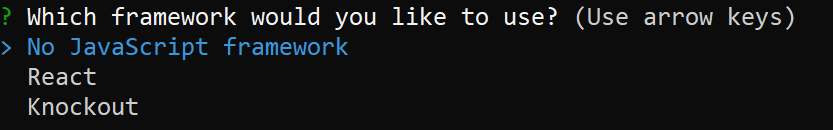 ? Which framework would you like to use? (Use arrow keys)
> No JavaScript framework
React
Knockout